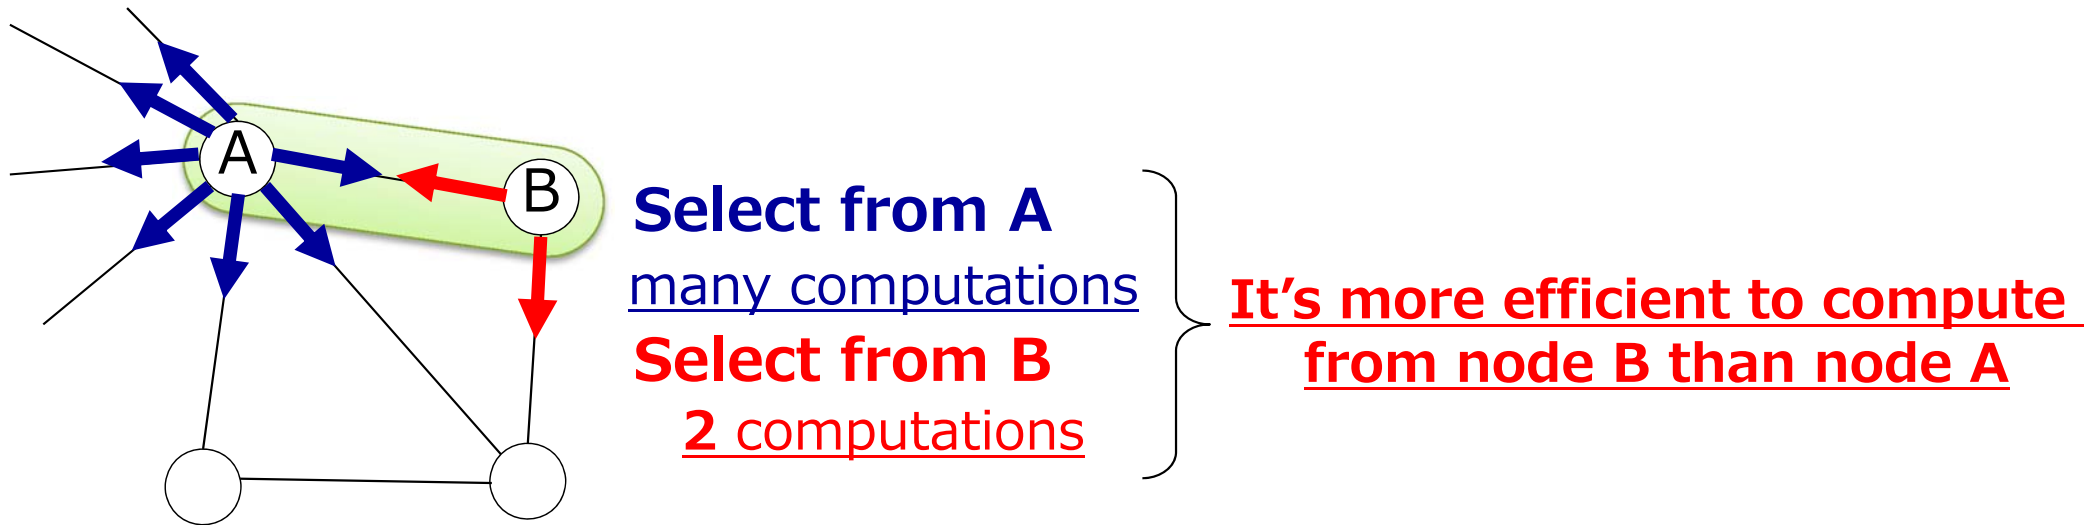 A
B
Select from A
many computations
Select from B
2 computations
It’s more efficient to compute
from node B than node A